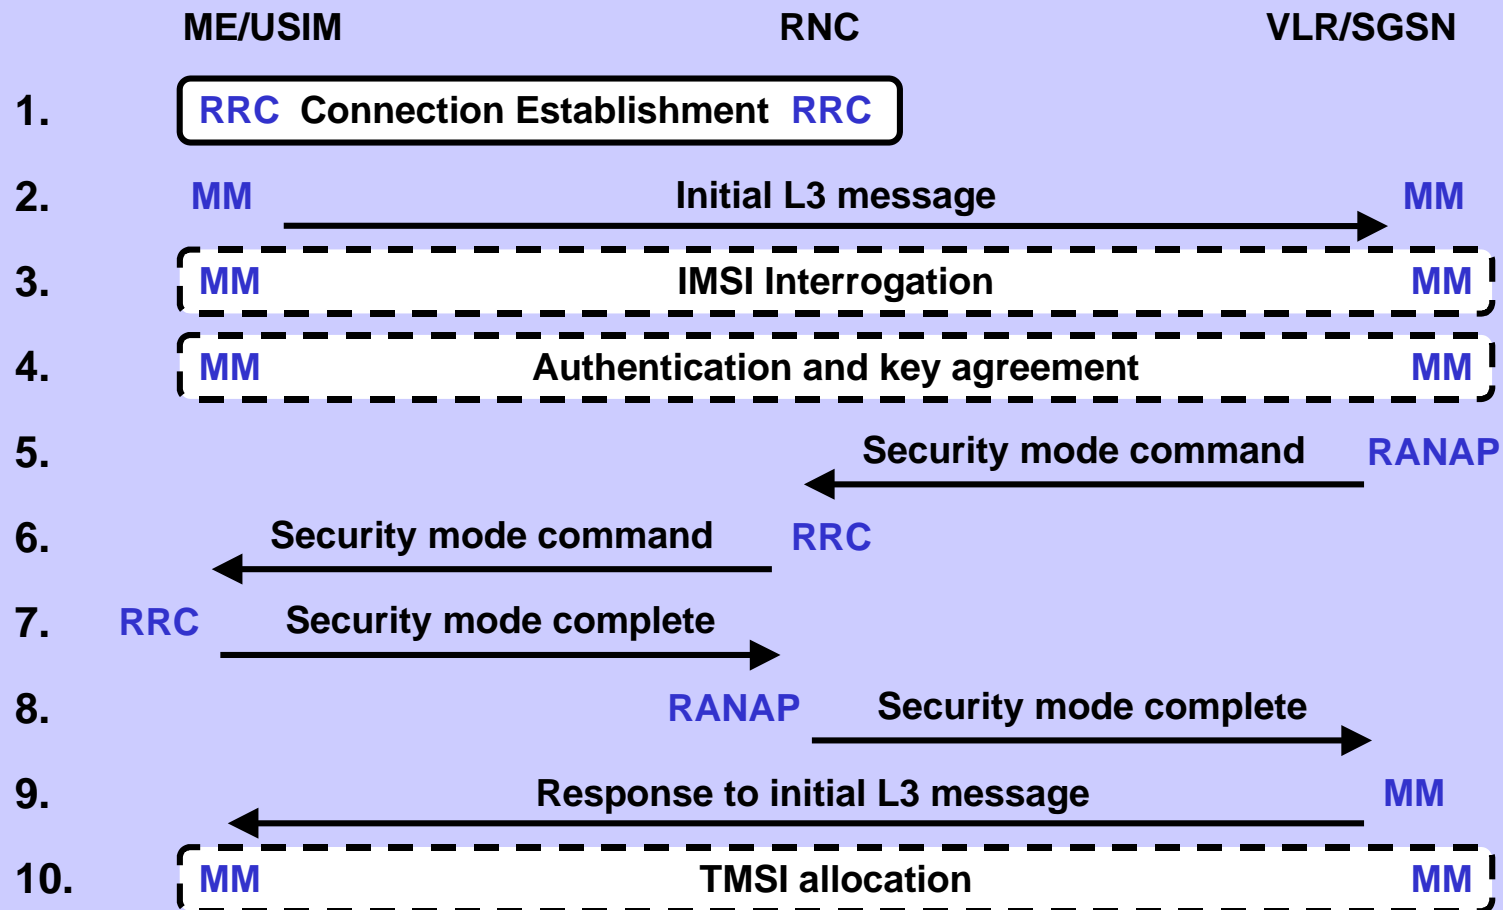 ME/USIM RNC VLR/SGSN
1. RRC Connection Establishment RRC
2. MM Initial L3 message MM
3. MM IMSI Interrogation MM
4. MM Authentication and key agreement MM
5. Security mode command RANAP
6. Security mode command RRC
7. RRC Security mode complete
8. RANAP Security mode complete
9. Response to initial L3 message MM
10. MM TMSI allocation MM